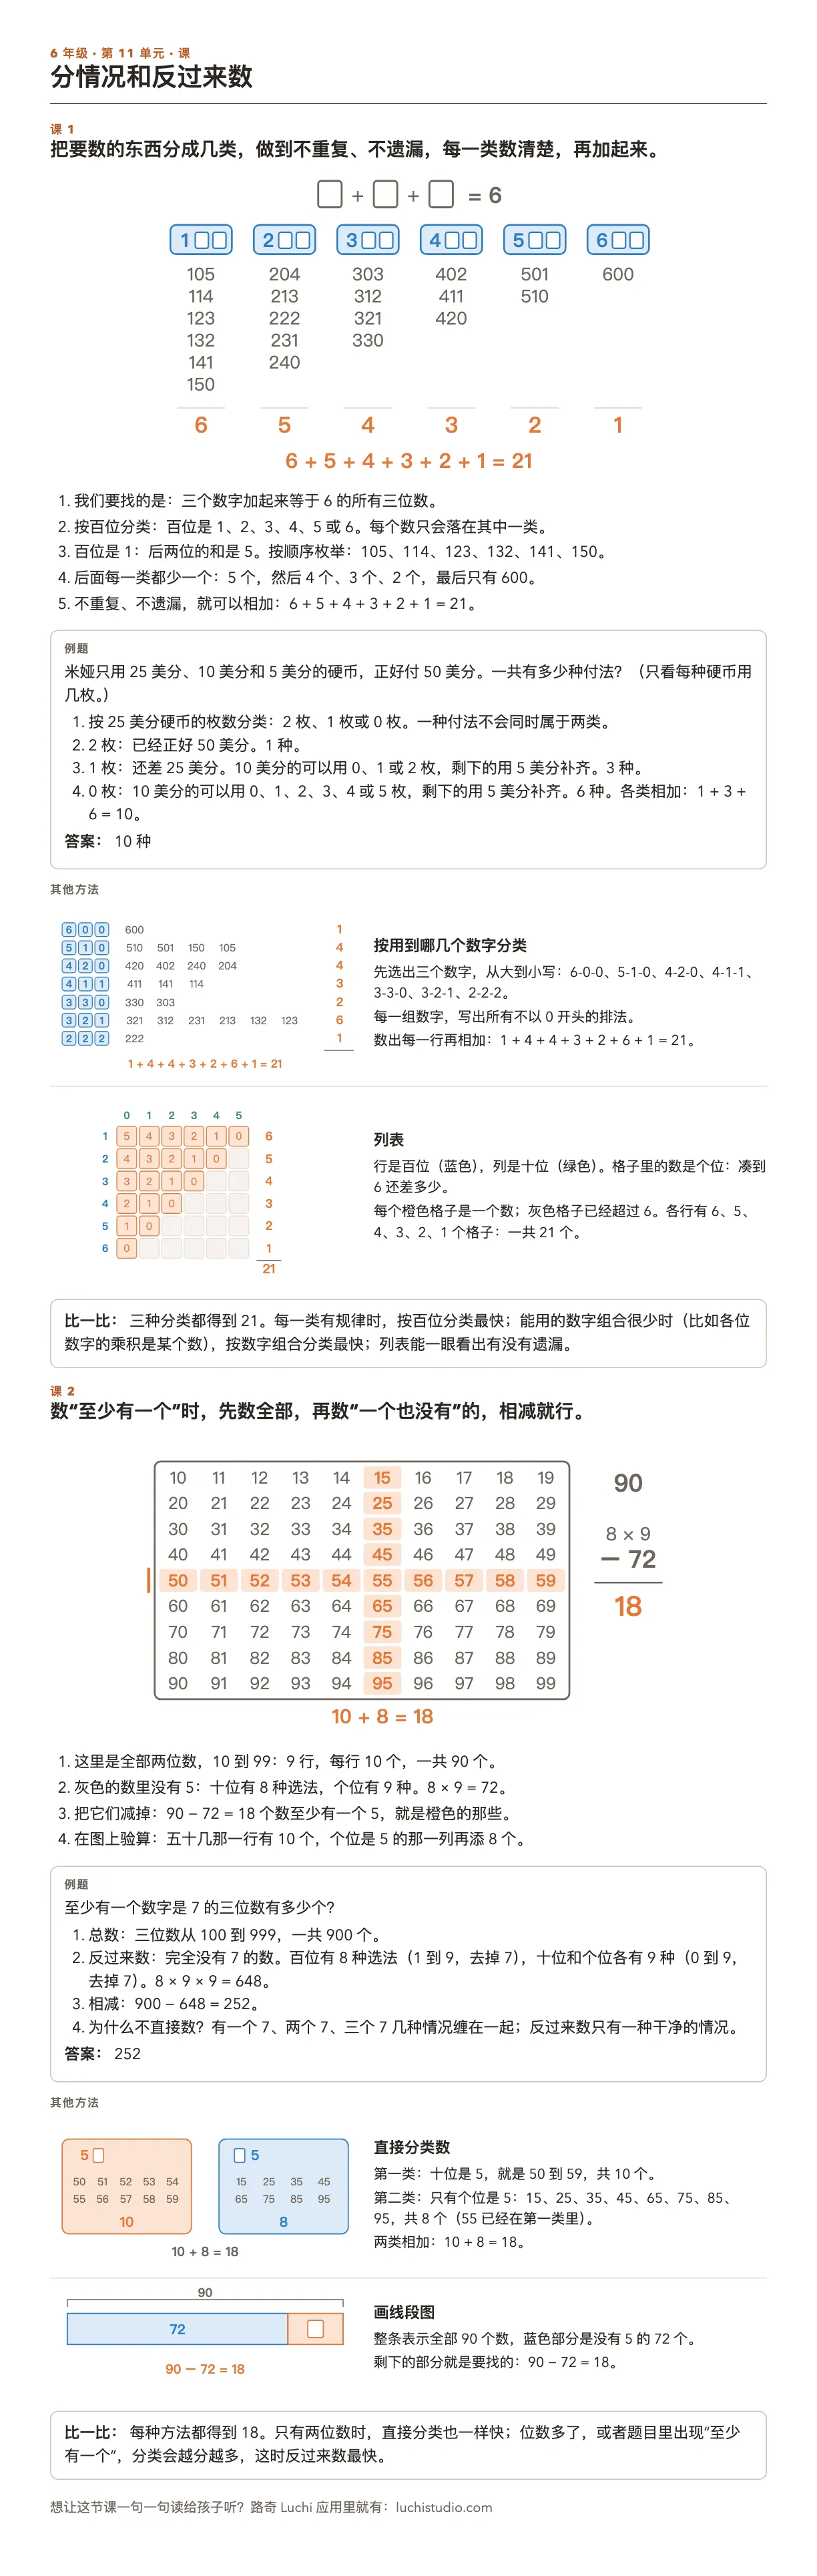 6 年级 · 第 11 单元 · 课
分情况和反过来数
课 1
把要数的东西分成几类，做到不重复、不遗漏，每一类数清楚，再加起来。
□ + □ + □ = 6
1□□ 2□□ 3□□ 4□□ 5□□ 6□□
105 204 303 402 501 600
114 213 312 411 510
123 222 321 420
132 231 330
141 240
150
6 5 4 3 2 1
6 + 5 + 4 + 3 + 2 + 1 = 21
1. 我们要找的是：三个数字加起来等于 6 的所有三位数。
2. 按百位分类：百位是 1、2、3、4、5 或 6。每个数只会落在其中一类。
3. 百位是 1：后两位的和是 5。按顺序枚举：105、114、123、132、141、150。
4. 后面每一类都少一个：5 个，然后 4 个、3 个、2 个，最后只有 600。
5. 不重复、不遗漏，就可以相加：6 + 5 + 4 + 3 + 2 + 1 = 21。
例题
米娅只用 25 美分、10 美分和 5 美分的硬币，正好付 50 美分。一共有多少种付法？（只看每种硬币用
几枚。）
1. 按 25 美分硬币的枚数分类：2 枚、1 枚或 0 枚。一种付法不会同时属于两类。
2. 2 枚：已经正好 50 美分。1 种。
3. 1 枚：还差 25 美分。10 美分的可以用 0、1 或 2 枚，剩下的用 5 美分补齐。3 种。
4. 0 枚：10 美分的可以用 0、1、2、3、4 或 5 枚，剩下的用 5 美分补齐。6 种。各类相加：1 + 3 +
6 = 10。
答案： 10 种
其他方法
6 0 0 600 1
5 1 0 510 501 150 105 4
4 2 0 420 402 240 204 4
4 1 1 411 141 114 3
3 3 0 330 303 2
3 2 1 321 312 231 213 132 123 6
2 2 2 222 1
1 + 4 + 4 + 3 + 2 + 6 + 1 = 21
按用到哪几个数字分类
先选出三个数字，从大到小写：6-0-0、5-1-0、4-2-0、4-1-1、
3-3-0、3-2-1、2-2-2。
每一组数字，写出所有不以 0 开头的排法。
数出每一行再相加：1 + 4 + 4 + 3 + 2 + 6 + 1 = 21。
0 1 2 3 4 5
1 5 4 3 2 1 0 6
2 4 3 2 1 0 5
3 3 2 1 0 4
4 2 1 0 3
5 1 0 2
6 0 1
21
列表
行是百位（蓝色），列是十位（绿色）。格子里的数是个位：凑到
6 还差多少。
每个橙色格子是一个数；灰色格子已经超过 6。各行有 6、5、
4、3、2、1 个格子：一共 21 个。
比一比： 三种分类都得到 21。每一类有规律时，按百位分类最快；能用的数字组合很少时（比如各位
数字的乘积是某个数），按数字组合分类最快；列表能一眼看出有没有遗漏。
课 2
数“至少有一个”时，先数全部，再数“一个也没有”的，相减就行。
10 11 12 13 14 15 16 17 18 19
20 21 22 23 24 25 26 27 28 29
30 31 32 33 34 35 36 37 38 39
40 41 42 43 44 45 46 47 48 49
50 51 52 53 54 55 56 57 58 59
60 61 62 63 64 65 66 67 68 69
70 71 72 73 74 75 76 77 78 79
80 81 82 83 84 85 86 87 88 89
90 91 92 93 94 95 96 97 98 99
10 + 8 = 18
90
8 × 9
− 72
18
1. 这里是全部两位数，10 到 99：9 行，每行 10 个，一共 90 个。
2. 灰色的数里没有 5：十位有 8 种选法，个位有 9 种。8 × 9 = 72。
3. 把它们减掉：90 − 72 = 18 个数至少有一个 5，就是橙色的那些。
4. 在图上验算：五十几那一行有 10 个，个位是 5 的那一列再添 8 个。
例题
至少有一个数字是 7 的三位数有多少个？
1. 总数：三位数从 100 到 999，一共 900 个。
2. 反过来数：完全没有 7 的数。百位有 8 种选法（1 到 9，去掉 7），十位和个位各有 9 种（0 到 9，
去掉 7）。8 × 9 × 9 = 648。
3. 相减：900 − 648 = 252。
4. 为什么不直接数？有一个 7、两个 7、三个 7 几种情况缠在一起；反过来数只有一种干净的情况。
答案： 252
其他方法
5□
50 51 52 53 54
55 56 57 58 59
10
□5
15 25 35 45
65 75 85 95
8
10 + 8 = 18
直接分类数
第一类：十位是 5，就是 50 到 59，共 10 个。
第二类：只有个位是 5：15、25、35、45、65、75、85、
95，共 8 个（55 已经在第一类里）。
两类相加：10 + 8 = 18。
90
72 □
90 − 72 = 18
画线段图
整条表示全部 90 个数，蓝色部分是没有 5 的 72 个。
剩下的部分就是要找的：90 − 72 = 18。
比一比： 每种方法都得到 18。只有两位数时，直接分类也一样快；位数多了，或者题目里出现“至少
有一个”，分类会越分越多，这时反过来数最快。
想让这节课一句一句读给孩子听？路奇 Luchi 应用里就有：luchistudio.com